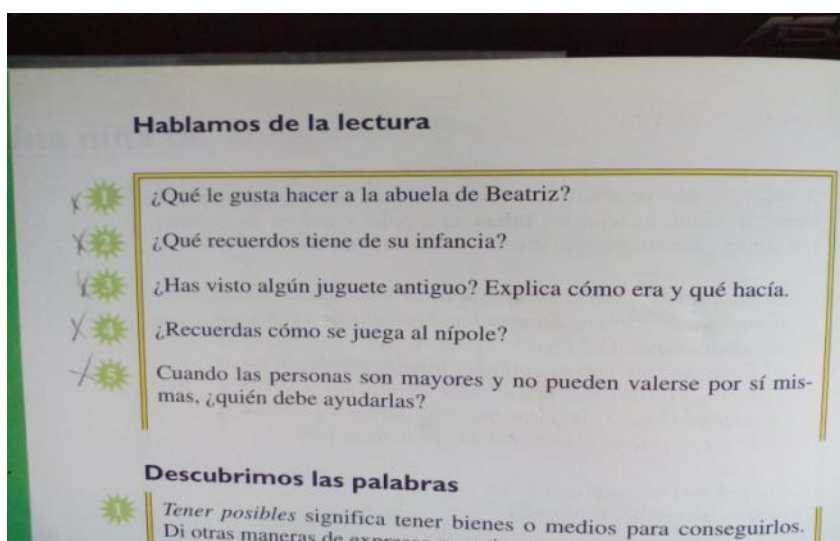 Hablamos de la lectura
1 ¿Qué le gusta hacer a la abuela de Beatriz?
2 ¿Qué recuerdos tiene de su infancia?
3 ¿Has visto algún juguete antiguo? Explica cómo era y qué hacía.
4 ¿Recuerdas cómo se juega al nípole?
5 Cuando las personas son mayores y no pueden valerse por sí mis-
mas, ¿quién debe ayudarlas?
Descubrimos las palabras
1 Tener posibles significa tener bienes o medios para conseguirlos.
Di otras maneras de